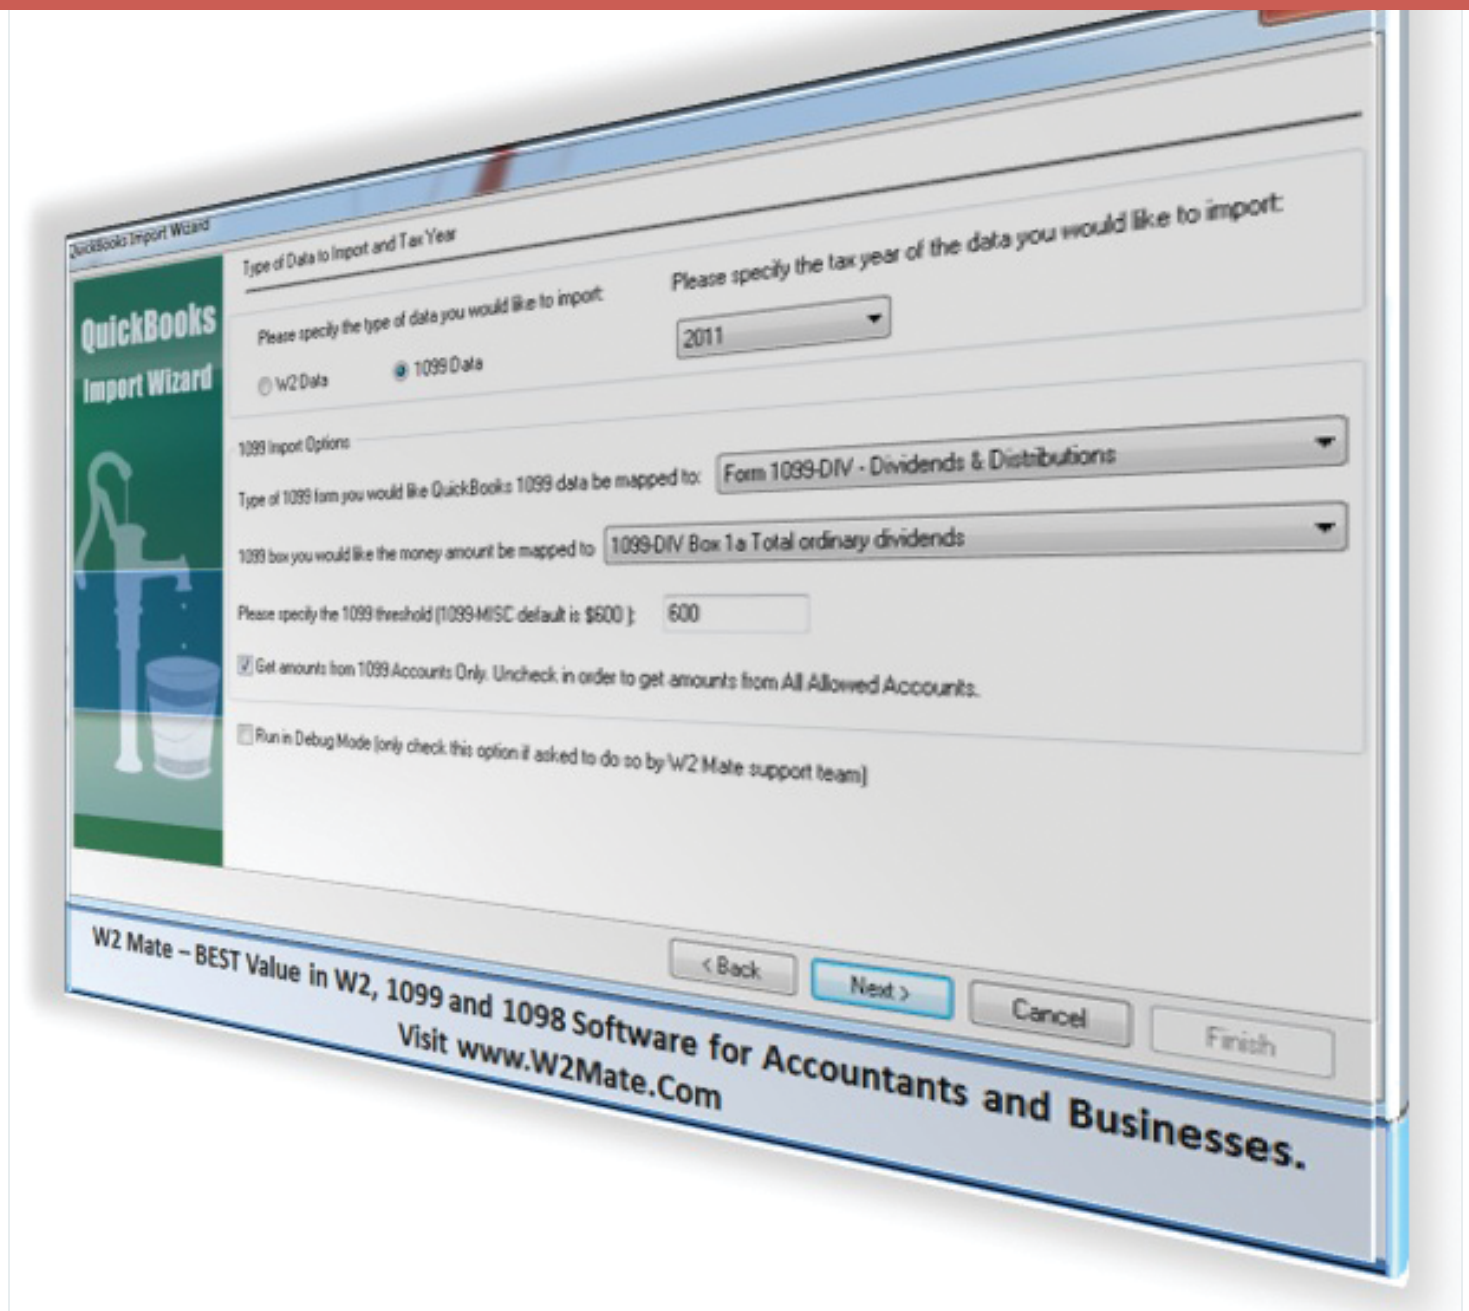 QuickBooks Import Wizard
Type of Data to Import and Tax Year
QuickBooks
Import Wizard
Please specify the type of data you would like to import:
Please specify the tax year of the data you would like to import:
W2 Data
1099 Data
2011
1099 Import Options
Type of 1099 form you would like QuickBooks 1099 data be mapped to:
Form 1099-DIV - Dividends & Distributions
1099 box you would like the money amount be mapped to
1099-DIV Box 1a Total ordinary dividends
Please specify the 1099 threshold (1099-MISC default is $600 ):
600
Get amounts from 1099 Accounts Only. Uncheck in order to get amounts from All Allowed Accounts.
Run in Debug Mode (only check this option if asked to do so by W2 Mate support team)
< Back
Next >
Cancel
Finish
W2 Mate – BEST Value in W2, 1099 and 1098 Software for Accountants and Businesses.
Visit www.W2Mate.Com